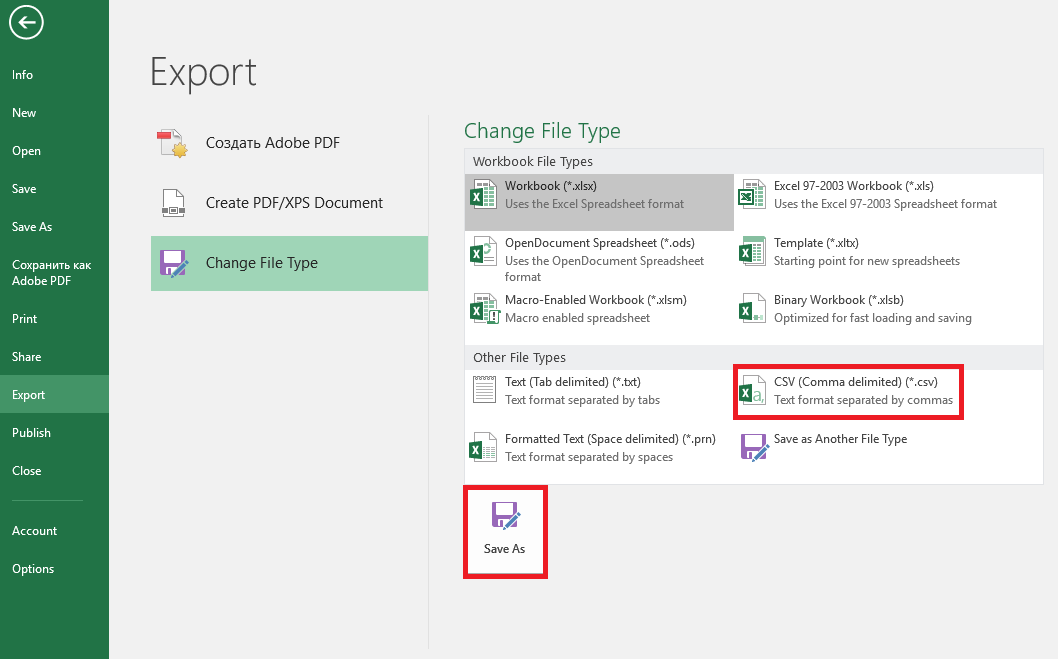 Info
New
Open
Save
Save As
Сохранить как
Adobe PDF
Print
Share
Export
Publish
Close
Account
Options
Export
Создать Adobe PDF
Create PDF/XPS Document
Change File Type
Change File Type
Workbook File Types
Workbook (*.xlsx)
Uses the Excel Spreadsheet format
Excel 97-2003 Workbook (*.xls)
Uses the Excel 97-2003 Spreadsheet format
OpenDocument Spreadsheet (*.ods)
Uses the OpenDocument Spreadsheet
format
Template (*.xltx)
Starting point for new spreadsheets
Macro-Enabled Workbook (*.xlsm)
Macro enabled spreadsheet
Binary Workbook (*.xlsb)
Optimized for fast loading and saving
Other File Types
Text (Tab delimited) (*.txt)
Text format separated by tabs
CSV (Comma delimited) (*.csv)
Text format separated by commas
Formatted Text (Space delimited) (*.prn)
Text format separated by spaces
Save as Another File Type
Save As